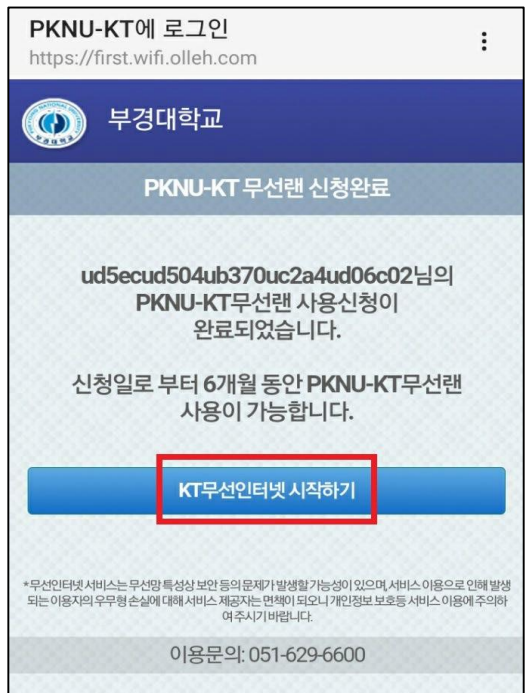 PKNU-KT에 로그인
https://first.wifi.olleh.com
부경대학교
PKNU-KT 무선랜 신청완료
ud5ecud504ub370uc2a4ud06c02님의
PKNU-KT무선랜 사용신청이
완료되었습니다.
신청일로 부터 6개월 동안 PKNU-KT무선랜
사용이 가능합니다.
KT무선인터넷 시작하기
*무선인터넷 서비스는 무선망 특성상 보안 등의 문제가 발생할 가능성이 있으며, 서비스 이용으로 인해 발생
되는 이용자의 우무형 손실에 대해 서비스 제공자는 면책이 되오니 개인정보 보호등 서비스 이용에 주의하
여 주시기 바랍니다.
이용문의: 051-629-6600